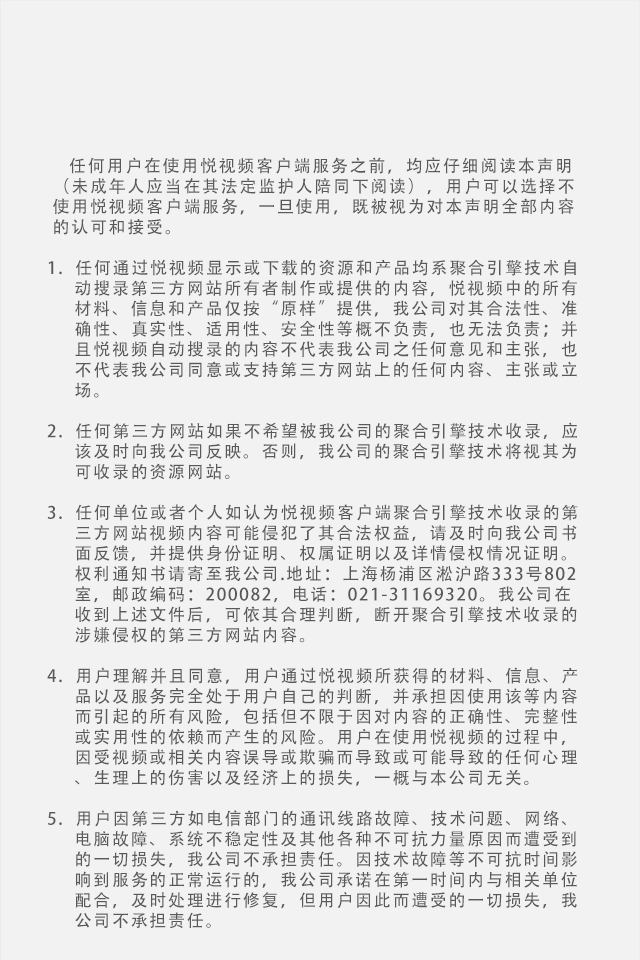 任何用户在使用悦视频客户端服务之前，均应仔细阅读本声明
（未成年人应当在其法定监护人陪同下阅读），用户可以选择不
使用悦视频客户端服务，一旦使用，既被视为对本声明全部内容
的认可和接受。
1. 任何通过悦视频显示或下载的资源和产品均系聚合引擎技术自
动搜录第三方网站所有者制作或提供的内容，悦视频中的所有
材料、信息和产品仅按“原样”提供，我公司对其合法性、准
确性、真实性、适用性、安全性等概不负责，也无法负责；并
且悦视频自动搜录的内容不代表我公司之任何意见和主张，也
不代表我公司同意或支持第三方网站上的任何内容、主张或立
场。
2. 任何第三方网站如果不希望被我公司的聚合引擎技术收录，应
该及时向我公司反映。否则，我公司的聚合引擎技术将视其为
可收录的资源网站。
3. 任何单位或者个人如认为悦视频客户端聚合引擎技术收录的第
三方网站视频内容可能侵犯了其合法权益，请及时向我公司书
面反馈，并提供身份证明、权属证明以及详情侵权情况证明。
权利通知书请寄至我公司.地址：上海杨浦区淞沪路333号802
室，邮政编码：200082，电话：021-31169320。我公司在
收到上述文件后，可依其合理判断，断开聚合引擎技术收录的
涉嫌侵权的第三方网站内容。
4. 用户理解并且同意，用户通过悦视频所获得的材料、信息、产
品以及服务完全处于用户自己的判断，并承担因使用该等内容
而引起的所有风险，包括但不限于因对内容的正确性、完整性
或实用性的依赖而产生的风险。用户在使用悦视频的过程中，
因受视频或相关内容误导或欺骗而导致或可能导致的任何心理
、生理上的伤害以及经济上的损失，一概与本公司无关。
5. 用户因第三方如电信部门的通讯线路故障、技术问题、网络、
电脑故障、系统不稳定性及其他各种不可抗力量原因而遭受到
的一切损失，我公司不承担责任。因技术故障等不可抗时间影
响到服务的正常运行的，我公司承诺在第一时间内与相关单位
配合，及时处理进行修复，但用户因此而遭受的一切损失，我
公司不承担责任。